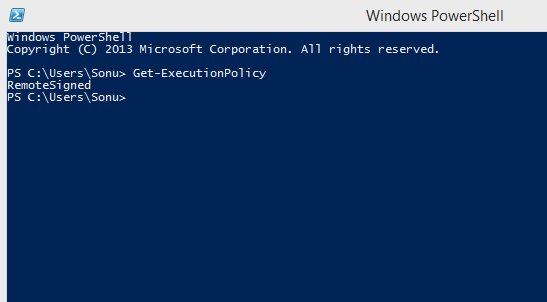 Windows PowerShell
Windows PowerShell
Copyright (C) 2013 Microsoft Corporation. All rights reserved.
PS C:\Users\Sonu> Get-ExecutionPolicy
RemoteSigned
PS C:\Users\Sonu>